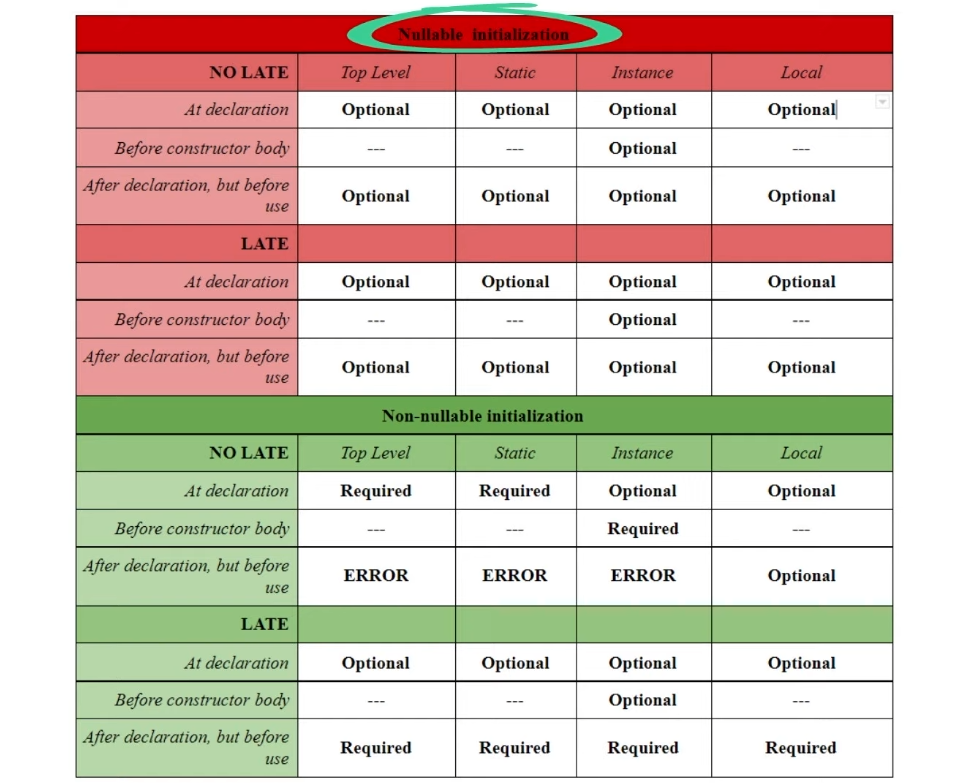 Nullable initialization
NO LATE Top Level Static Instance Local
At declaration Optional Optional Optional Optional
Before constructor body --- --- Optional ---
After declaration, but before
use Optional Optional Optional Optional
LATE
At declaration Optional Optional Optional Optional
Before constructor body --- --- Optional ---
After declaration, but before
use Optional Optional Optional Optional
Non-nullable initialization
NO LATE Top Level Static Instance Local
At declaration Required Required Optional Optional
Before constructor body --- --- Required ---
After declaration, but before
use ERROR ERROR ERROR Optional
LATE
At declaration Optional Optional Optional Optional
Before constructor body --- --- Optional ---
After declaration, but before
use Required Required Required Required